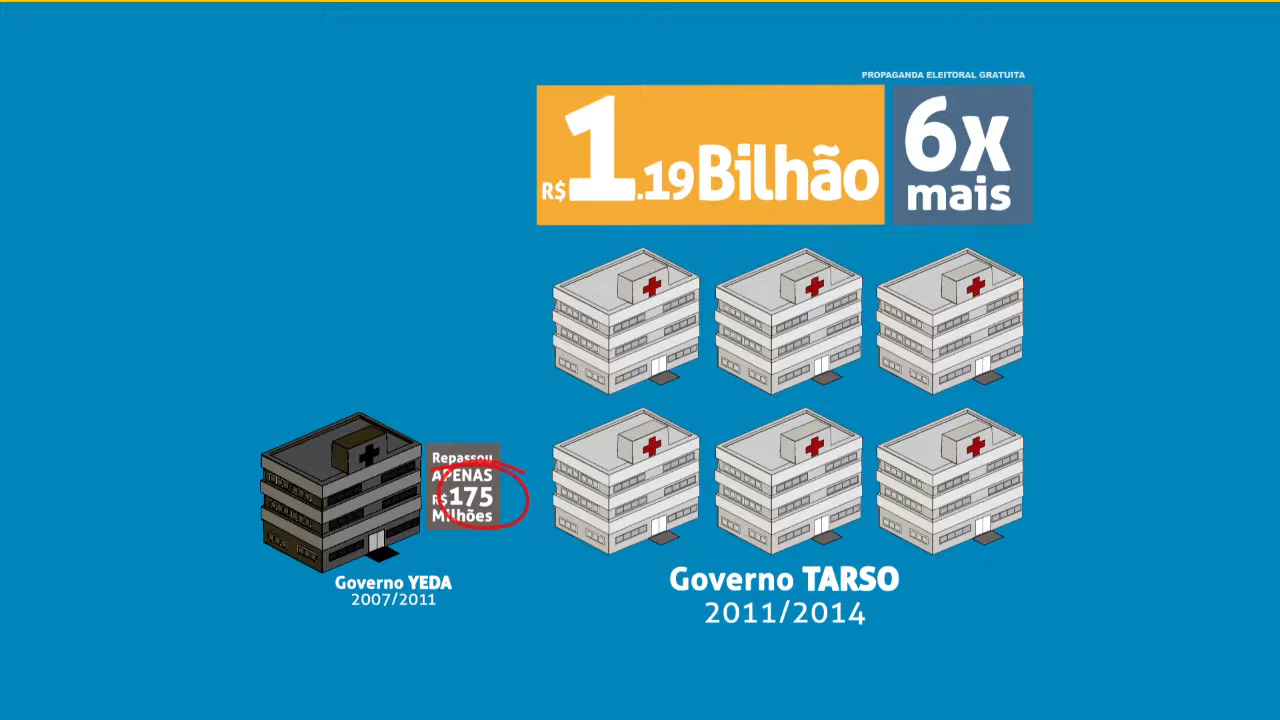 PROPAGANDA ELEITORAL GRATUITA
R$1.19Bilhão
6x
mais
Repassou
APENAS
R$175
Milhões
Governo YEDA
2007/2011
Governo TARSO
2011/2014